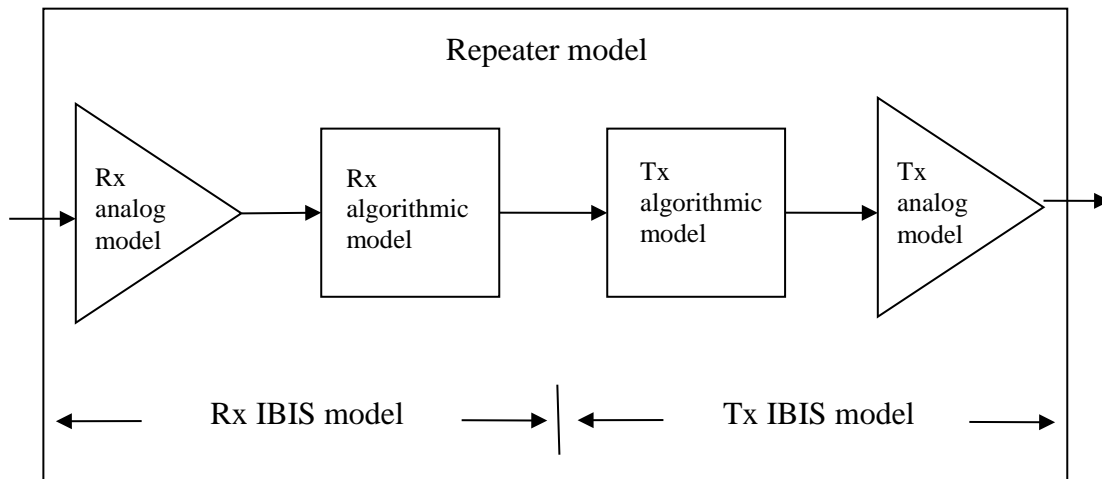 Repeater model
Rx
analog
model
Rx
algorithmic
model
Tx
algorithmic
model
Tx
analog
model
Rx IBIS model
Tx IBIS model